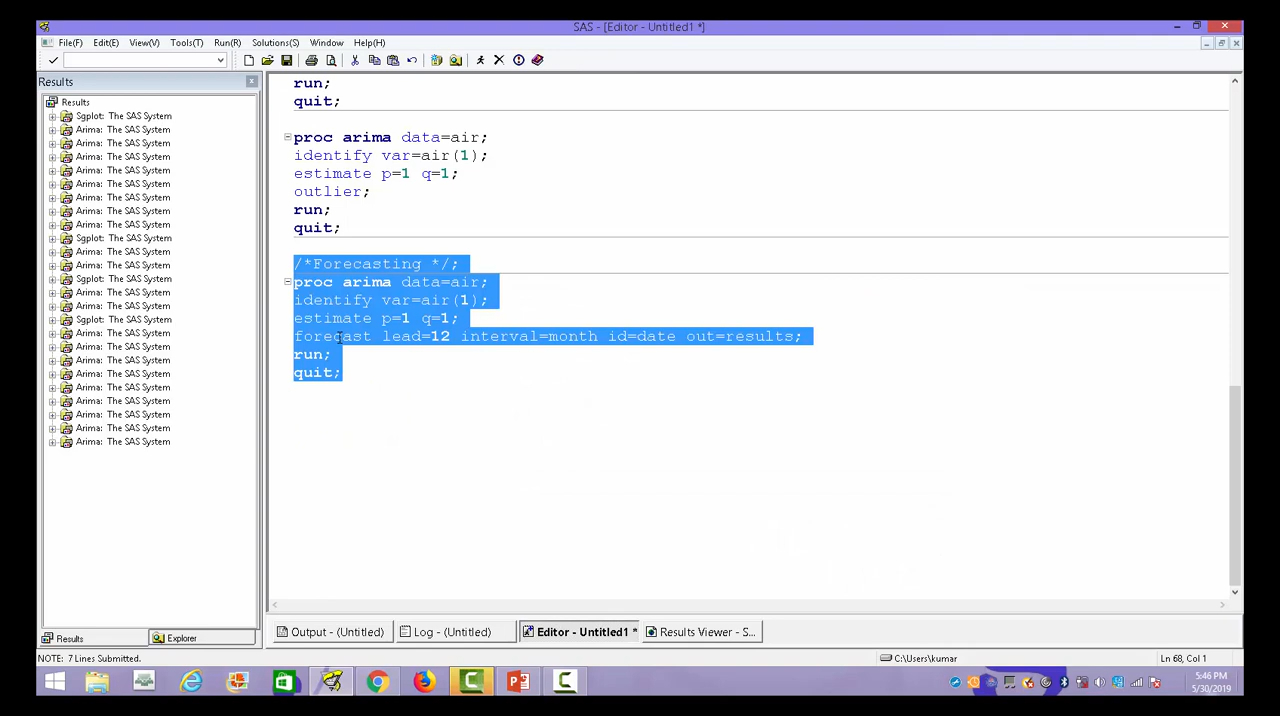 SAS - [Editor - Untitled1 *]
File(F) Edit(E) View(V) Tools(T) Run(R) Solutions(S) Window Help(H)
Results
Results
Sgplot: The SAS System
Arima: The SAS System
Arima: The SAS System
Arima: The SAS System
Arima: The SAS System
Arima: The SAS System
Arima: The SAS System
Arima: The SAS System
Arima: The SAS System
Sgplot: The SAS System
Arima: The SAS System
Arima: The SAS System
Sgplot: The SAS System
Arima: The SAS System
Arima: The SAS System
Sgplot: The SAS System
Arima: The SAS System
Arima: The SAS System
Arima: The SAS System
Arima: The SAS System
Arima: The SAS System
Arima: The SAS System
Arima: The SAS System
Arima: The SAS System
Arima: The SAS System
run;
quit;
proc arima data=air;
identify var=air(1);
estimate p=1 q=1;
outlier;
run;
quit;
/*Forecasting */;
proc arima data=air;
identify var=air(1);
estimate p=1 q=1;
forecast lead=12 interval=month id=date out=results;
run;
quit;
Results Explorer
Output - (Untitled) Log - (Untitled) Editor - Untitled1 * Results Viewer - S...
NOTE: 7 Lines Submitted.
C:\Users\kumar
Ln 68, Col 1
5:46 PM
5/30/2019